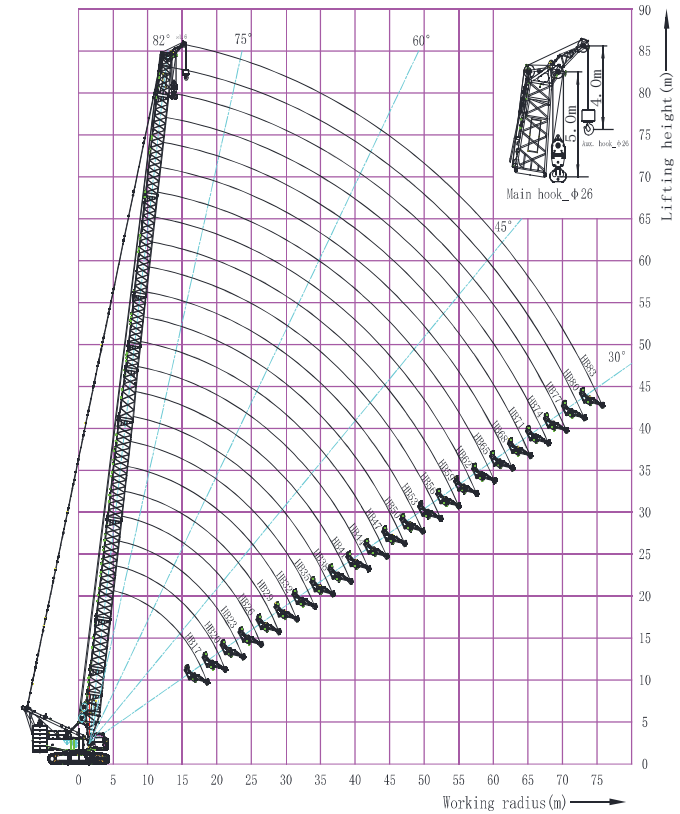 90
85
80
75
70
65
60
55
50
45
40
35
30
25
20
15
10
5
0
Lifting height(m)
82°
75°
60°
45°
30°
4.0m
5.0m
Aux. hook_φ26
Main hook_φ26
HB83
HB80
HB77
HB74
HB71
HB68
HB65
HB62
HB59
HB56
HB53
HB50
HB47
HB44
HB35
HB32
HB29
HB26
HB23
HB20
HB17
0 5 10 15 20 25 30 35 40 45 50 55 60 65 70 75
Working radius(m)